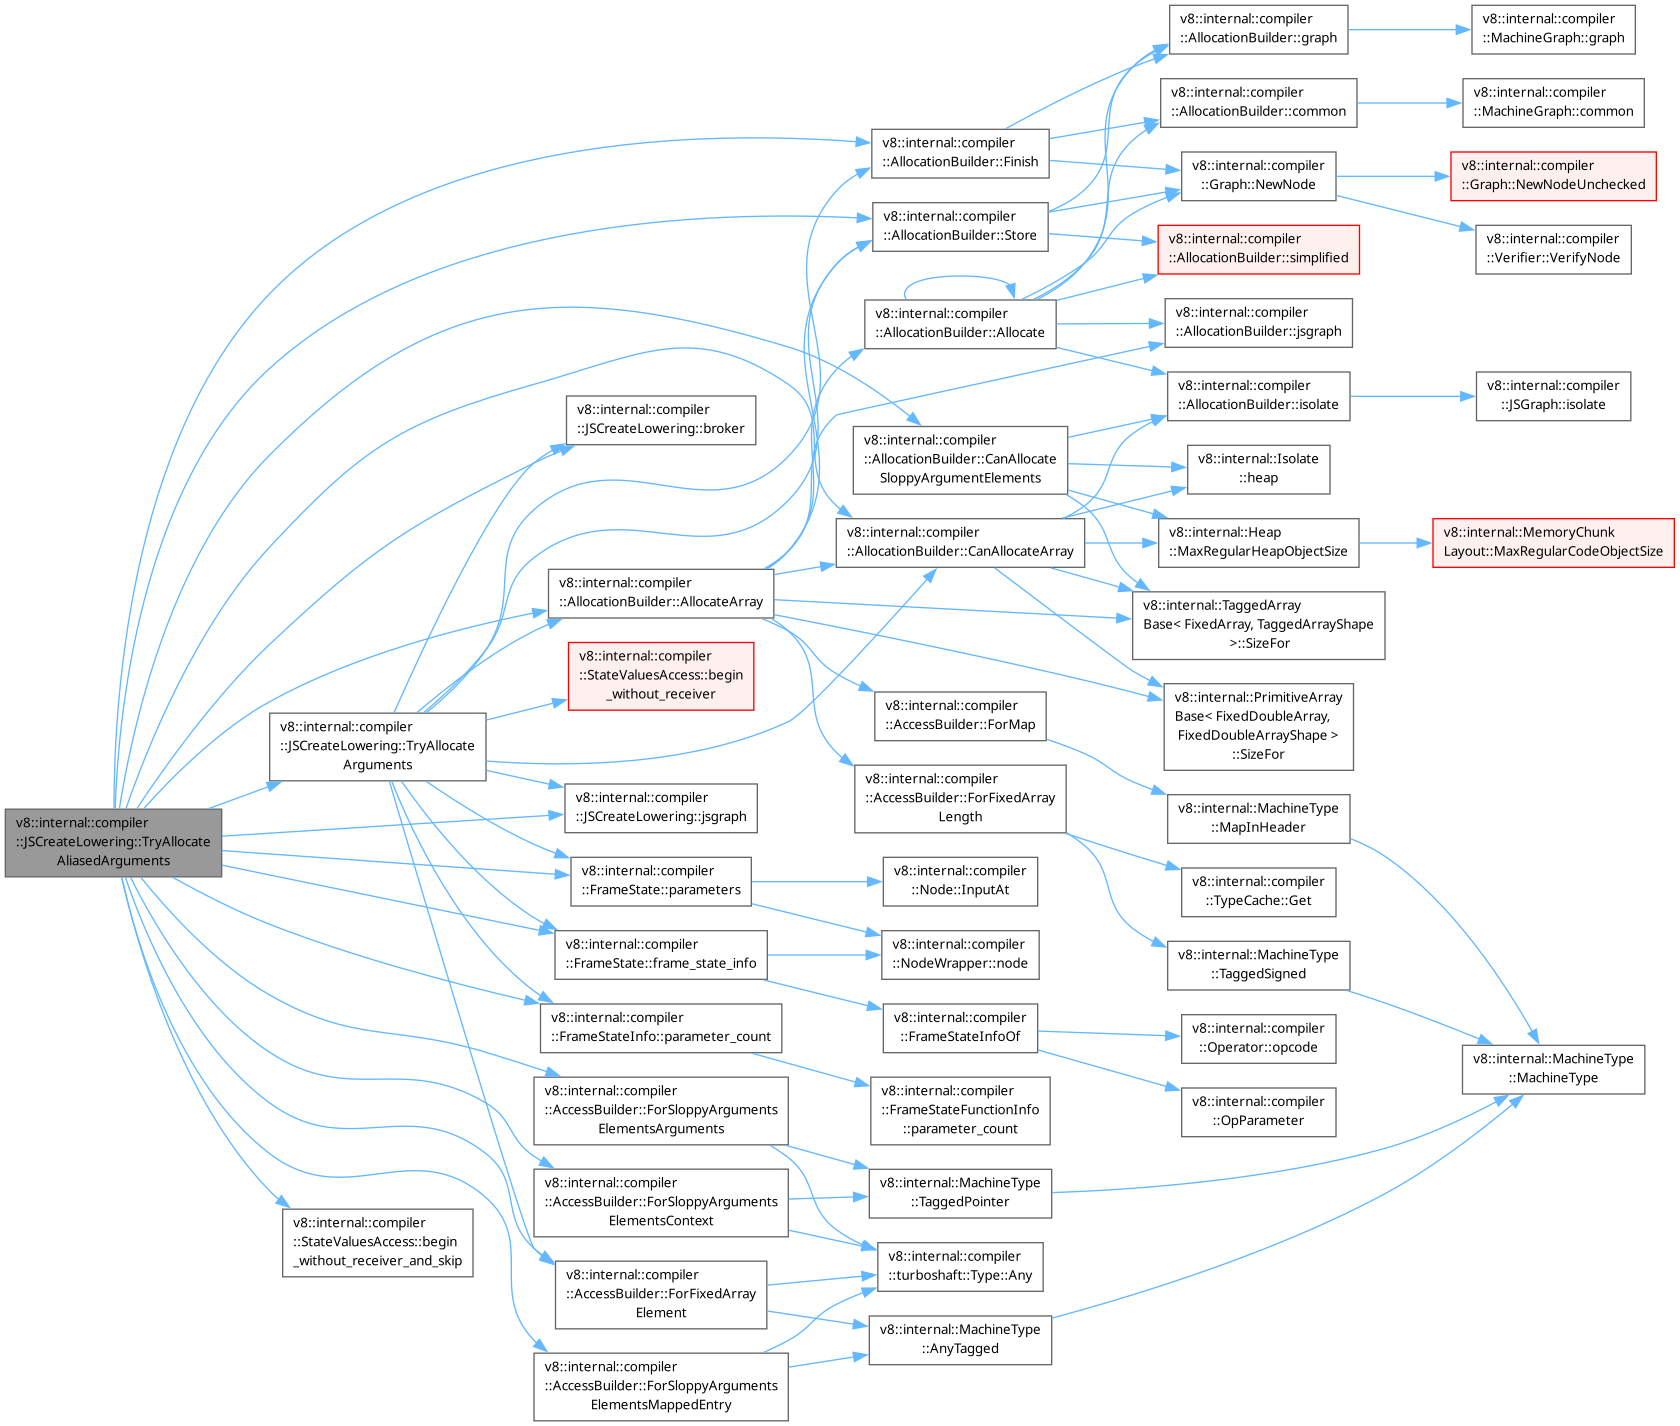 v8::internal::compiler
::JSCreateLowering::TryAllocate
AliasedArguments
v8::internal::compiler
::JSCreateLowering::TryAllocate
Arguments
v8::internal::compiler
::StateValuesAccess::begin
_without_receiver_and_skip
v8::internal::compiler
::JSCreateLowering::broker
v8::internal::compiler
::AllocationBuilder::AllocateArray
v8::internal::compiler
::StateValuesAccess::begin
_without_receiver
v8::internal::compiler
::JSCreateLowering::jsgraph
v8::internal::compiler
::FrameState::parameters
v8::internal::compiler
::FrameState::frame_state_info
v8::internal::compiler
::FrameStateInfo::parameter_count
v8::internal::compiler
::AccessBuilder::ForSloppyArguments
ElementsArguments
v8::internal::compiler
::AccessBuilder::ForSloppyArguments
ElementsContext
v8::internal::compiler
::AccessBuilder::ForFixedArray
Element
v8::internal::compiler
::AccessBuilder::ForSloppyArguments
ElementsMappedEntry
v8::internal::compiler
::AllocationBuilder::Finish
v8::internal::compiler
::AllocationBuilder::Store
v8::internal::compiler
::AllocationBuilder::Allocate
v8::internal::compiler
::AllocationBuilder::CanAllocate
SloppyArgumentElements
v8::internal::compiler
::AllocationBuilder::CanAllocateArray
v8::internal::compiler
::AccessBuilder::ForMap
v8::internal::compiler
::AccessBuilder::ForFixedArray
Length
v8::internal::compiler
::Node::InputAt
v8::internal::compiler
::NodeWrapper::node
v8::internal::compiler
::FrameStateInfoOf
v8::internal::compiler
::FrameStateFunctionInfo
::parameter_count
v8::internal::MachineType
::TaggedPointer
v8::internal::compiler
::turboshaft::Type::Any
v8::internal::MachineType
::AnyTagged
v8::internal::compiler
::AllocationBuilder::graph
v8::internal::compiler
::AllocationBuilder::common
v8::internal::compiler
::Graph::NewNode
v8::internal::compiler
::AllocationBuilder::simplified
v8::internal::compiler
::AllocationBuilder::jsgraph
v8::internal::compiler
::AllocationBuilder::isolate
v8::internal::Isolate
::heap
v8::internal::Heap
::MaxRegularHeapObjectSize
v8::internal::TaggedArray
Base< FixedArray, TaggedArrayShape
>::SizeFor
v8::internal::PrimitiveArray
Base< FixedDoubleArray,
FixedDoubleArrayShape >
::SizeFor
v8::internal::MachineType
::MapInHeader
v8::internal::compiler
::TypeCache::Get
v8::internal::MachineType
::TaggedSigned
v8::internal::compiler
::Operator::opcode
v8::internal::compiler
::OpParameter
v8::internal::compiler
::MachineGraph::graph
v8::internal::compiler
::MachineGraph::common
v8::internal::compiler
::Graph::NewNodeUnchecked
v8::internal::compiler
::Verifier::VerifyNode
v8::internal::compiler
::JSGraph::isolate
v8::internal::MemoryChunk
Layout::MaxRegularCodeObjectSize
v8::internal::MachineType
::MachineType